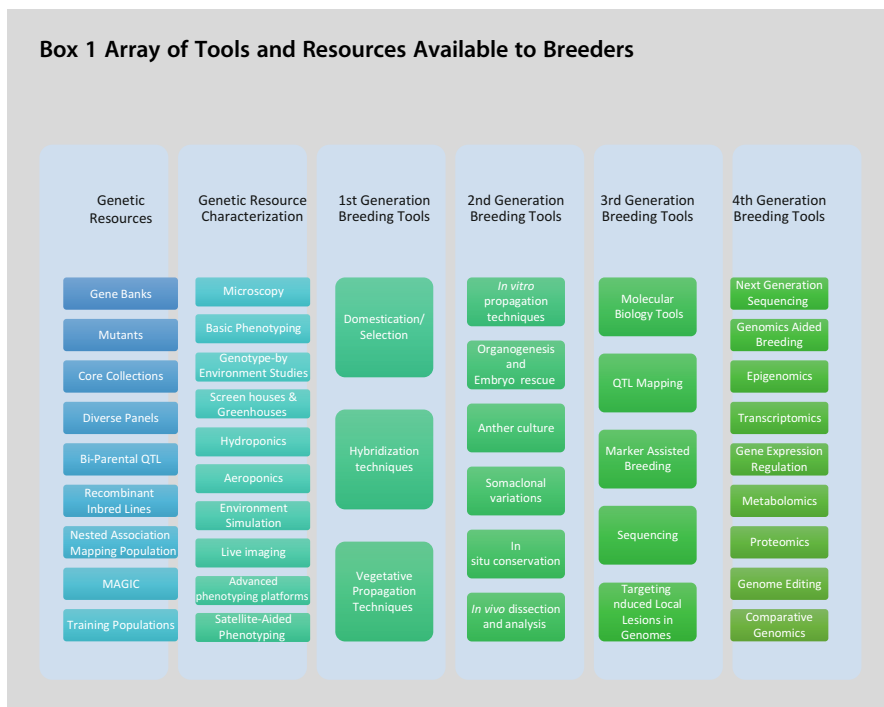 Box 1 Array of Tools and Resources Available to Breeders
Genetic
Resources
Gene Banks
Mutants
Core Collections
Diverse Panels
Bi-Parental QTL
Recombinant
Inbred Lines
Nested Association
Mapping Population
MAGIC
Training Populations
Genetic Resource
Characterization
Microscopy
Basic Phenotyping
Genotype-by
Environment Studies
Screen houses &
Greenhouses
Hydroponics
Aeroponics
Environment
Simulation
Live imaging
Advanced
phenotyping platforms
Satellite-Aided
Phenotyping
1st Generation
Breeding Tools
Domestication/
Selection
Hybridization
techniques
Vegetative
Propagation
Techniques
2nd Generation
Breeding Tools
In vitro
propagation
techniques
Organogenesis
and
Embryo rescue
Anther culture
Somaclonal
variations
In
situ conservation
In vivo dissection
and analysis
3rd Generation
Breeding Tools
Molecular
Biology Tools
QTL Mapping
Marker Assisted
Breeding
Sequencing
Targeting
nduced Local
Lesions in
Genomes
4th Generation
Breeding Tools
Next Generation
Sequencing
Genomics Aided
Breeding
Epigenomics
Transcriptomics
Gene Expression
Regulation
Metabolomics
Proteomics
Genome Editing
Comparative
Genomics